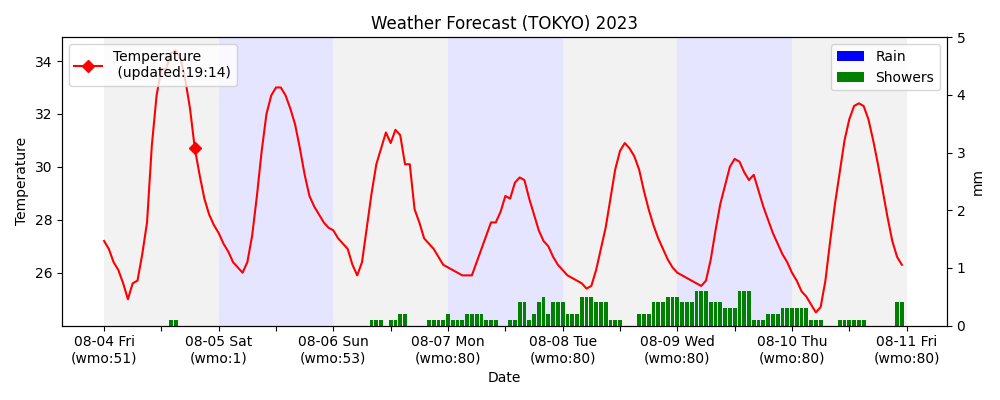 Weather Forecast (TOKYO) 2023
Temperature
(updated:19:14)
Rain
Showers
34
32
30
28
26
Temperature
5
4
3
2
1
0
mm
08-04 Fri
(wmo:51)
08-05 Sat
(wmo:1)
08-06 Sun
(wmo:53)
08-07 Mon
(wmo:80)
08-08 Tue
(wmo:80)
08-09 Wed
(wmo:80)
08-10 Thu
(wmo:80)
08-11 Fri
(wmo:80)
Date